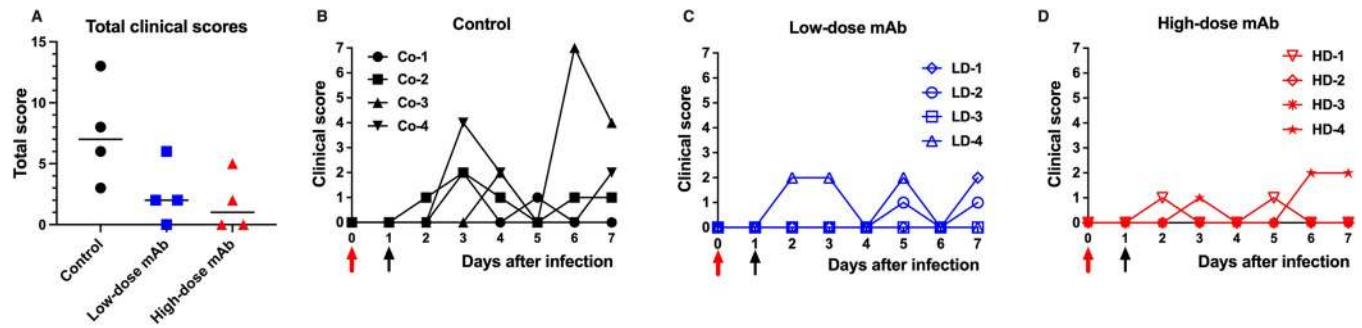 A
Total clinical scores
Total score
15
10
5
0
Control
Low-dose mAb
High-dose mAb
B
Control
Clinical score
7
6
5
4
3
2
1
0
Co-1
Co-2
Co-3
Co-4
0 1 2 3 4 5 6 7
Days after infection
C
Low-dose mAb
Clinical score
7
6
5
4
3
2
1
0
LD-1
LD-2
LD-3
LD-4
0 1 2 3 4 5 6 7
Days after infection
D
High-dose mAb
Clinical score
7
6
5
4
3
2
1
0
HD-1
HD-2
HD-3
HD-4
0 1 2 3 4 5 6 7
Days after infection